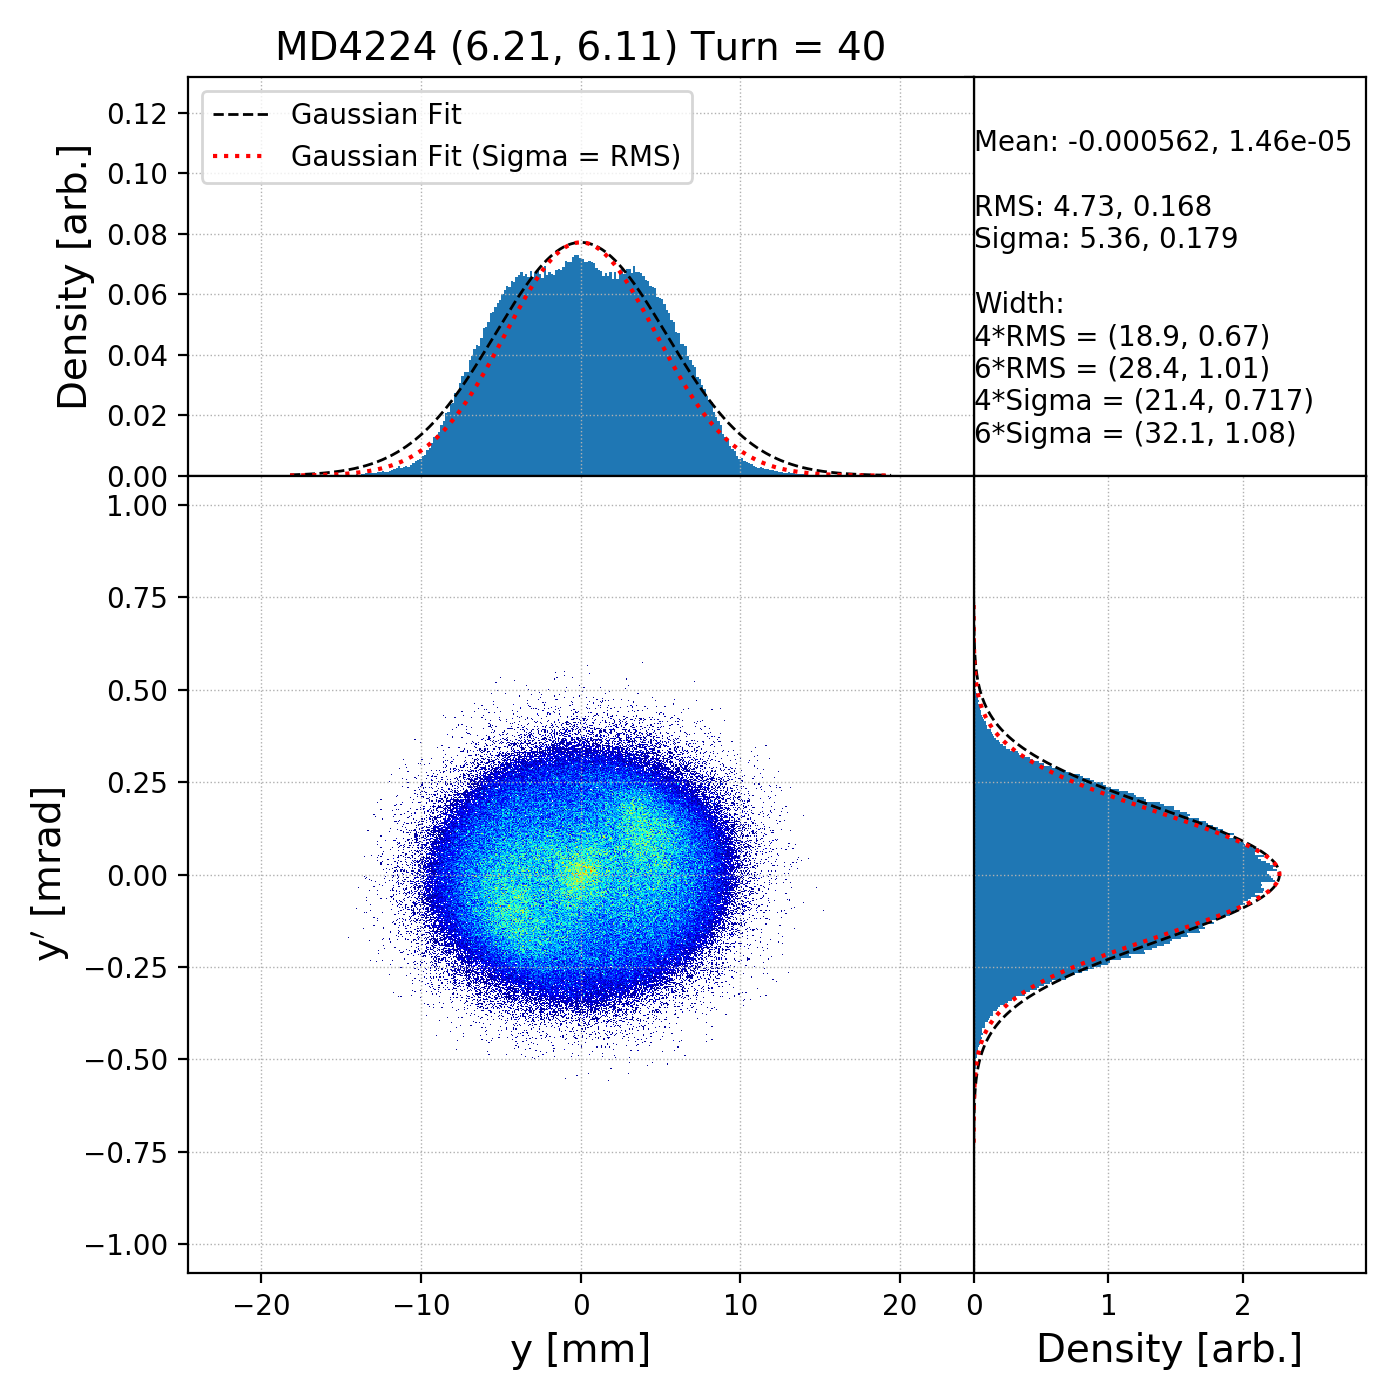 MD4224 (6.21, 6.11) Turn = 40
Gaussian Fit
Gaussian Fit (Sigma = RMS)
Density [arb.]
0.12
0.10
0.08
0.06
0.04
0.02
0.00
Mean: -0.000562, 1.46e-05
RMS: 4.73, 0.168
Sigma: 5.36, 0.179
Width:
4*RMS = (18.9, 0.67)
6*RMS = (28.4, 1.01)
4*Sigma = (21.4, 0.717)
6*Sigma = (32.1, 1.08)
y′ [mrad]
1.00
0.75
0.50
0.25
0.00
−0.25
−0.50
−0.75
−1.00
−20 −10 0 10 20
y [mm]
0 1 2
Density [arb.]